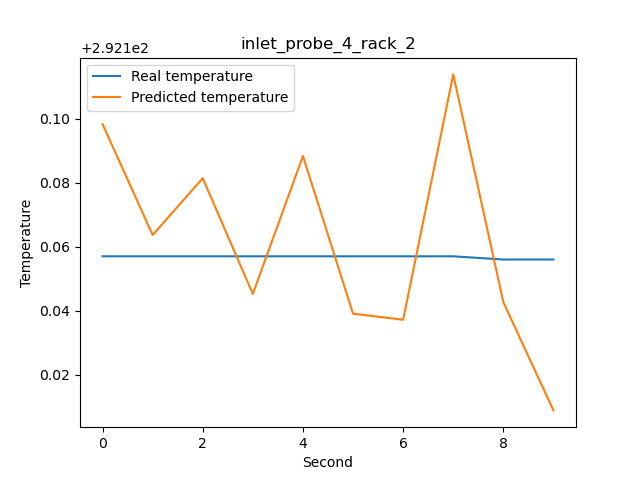 inlet_probe_4_rack_2
+2.921e2
Real temperature
Predicted temperature
0.10
0.08
0.06
0.04
0.02
Temperature
0 2 4 6 8
Second